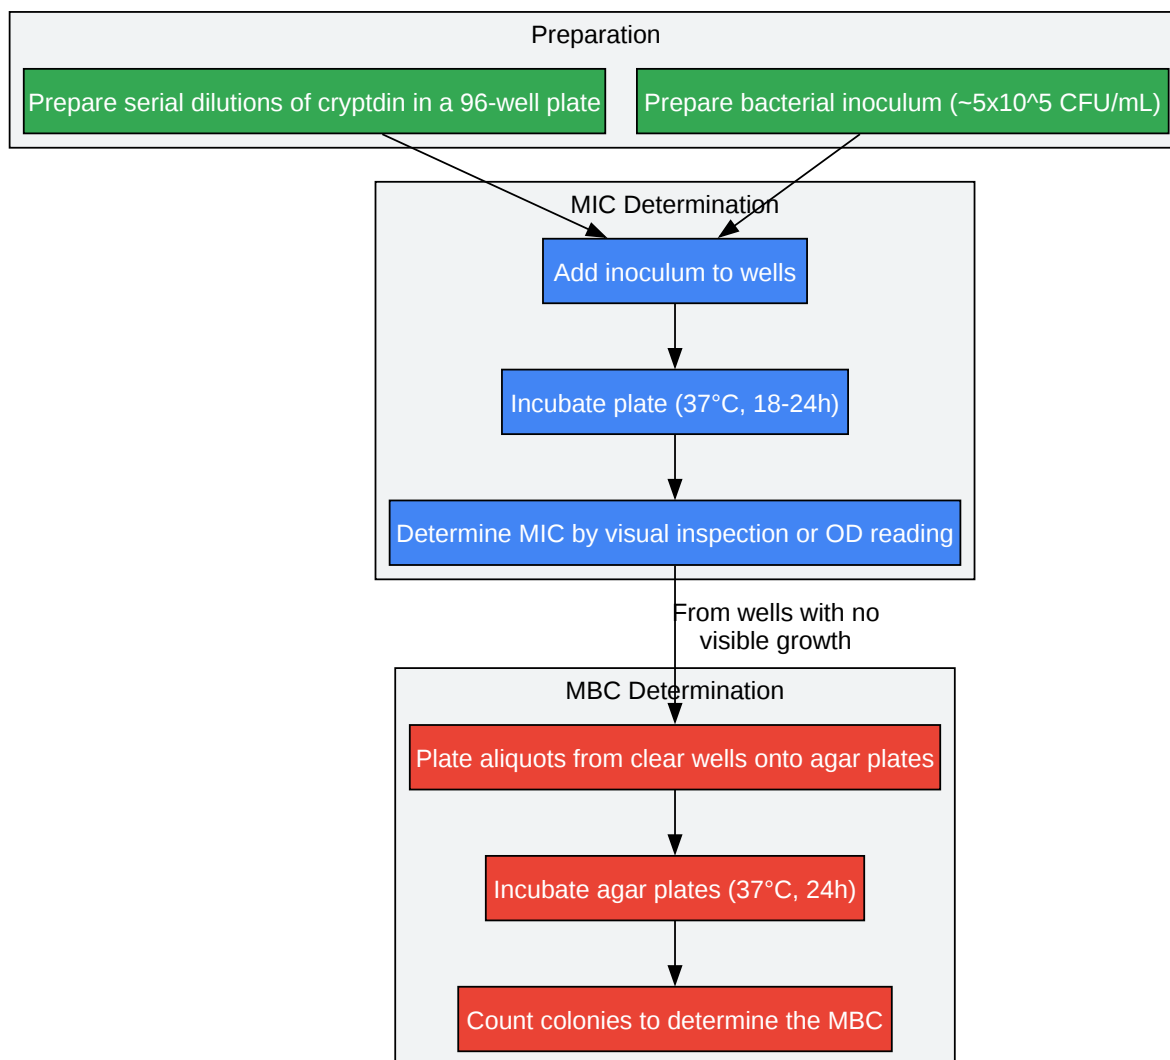 Preparation
Prepare serial dilutions of cryptdin in a 96-well plate
Prepare bacterial inoculum (~5x10^5 CFU/mL)
MIC Determination
Add inoculum to wells
Incubate plate (37°C, 18-24h)
Determine MIC by visual inspection or OD reading
From wells with no
visible growth
MBC Determination
Plate aliquots from clear wells onto agar plates
Incubate agar plates (37°C, 24h)
Count colonies to determine the MBC